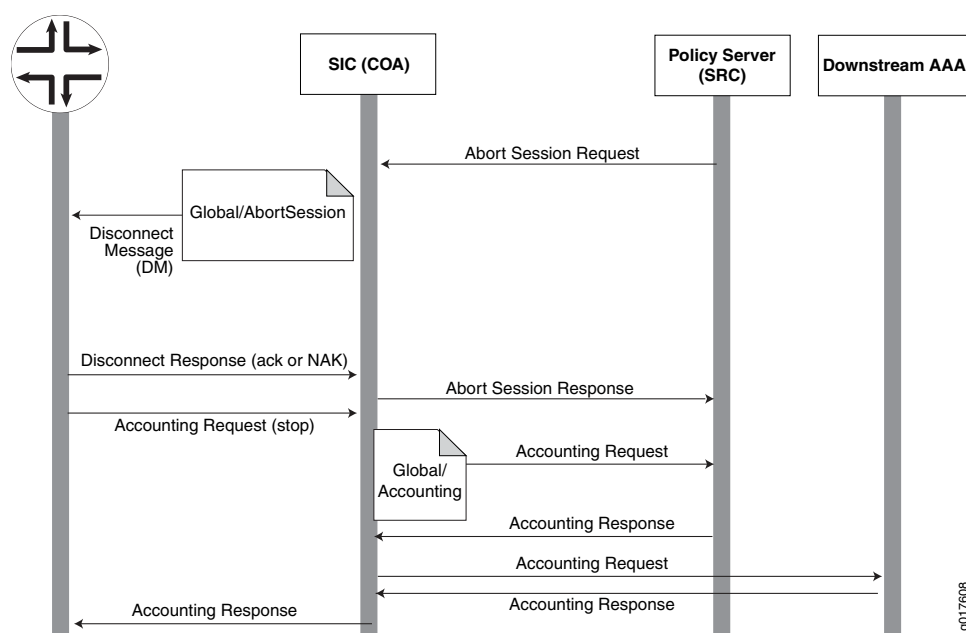 SIC (COA)
Policy Server
(SRC)
Downstream AAA
Abort Session Request
Global/AbortSession
Disconnect
Message
(DM)
Disconnect Response (ack or NAK)
Abort Session Response
Accounting Request (stop)
Accounting Request
Global/
Accounting
Accounting Response
Accounting Request
Accounting Response
Accounting Response
g017608